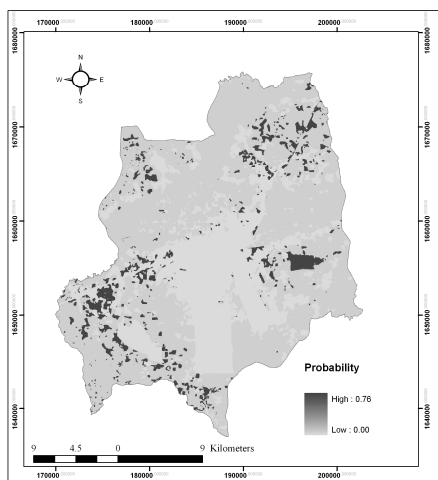 170000 180000 190000 200000
1680000
1680000
N
W E
S
1670000
1670000
1660000
1660000
1650000
1650000
Probability
High : 0.76
Low : 0.00
1640000
1640000
9 4.5 0 9 Kilometers
170000 180000 190000 200000